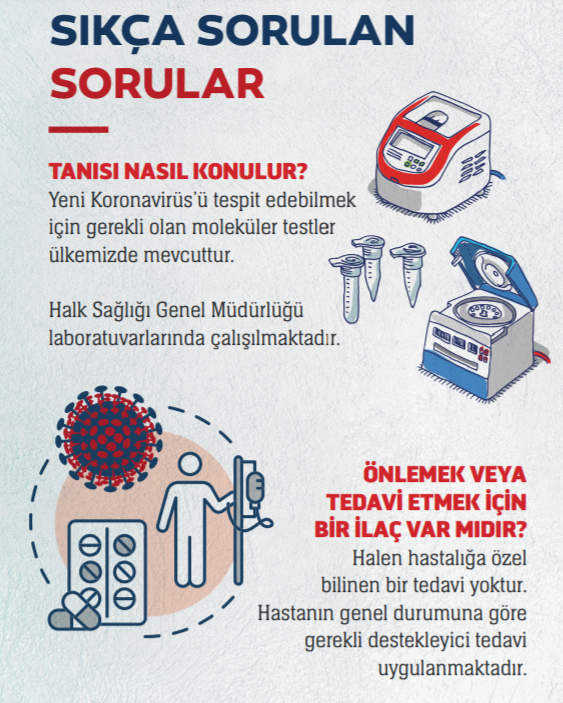 SIKÇA SORULAN
SORULAR
TANISI NASIL KONULUR?
Yeni Koronavirüs’ü tespit edebilmek
için gerekli olan moleküler testler
ülkemizde mevcuttur.
Halk Sağlığı Genel Müdürlüğü
laboratuvarlarında çalışılmaktadır.
ÖNLEMEK VEYA
TEDAVİ ETMEK İÇİN
BİR İLAÇ VAR MIDIR?
Halen hastalığa özel
bilinen bir tedavi yoktur.
Hastanın genel durumuna göre
gerekli destekleyici tedavi
uygulanmaktadır.